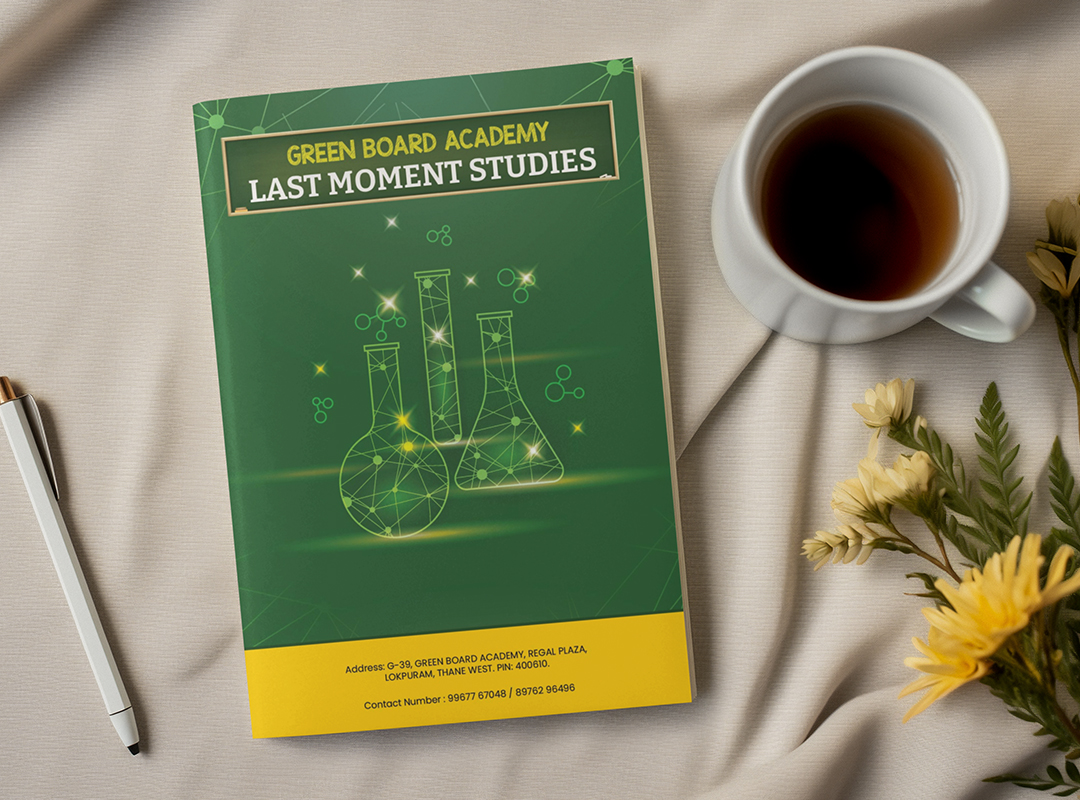 GREEN BOARD ACADEMY
LAST MOMENT STUDIES
Address: G-39, GREEN BOARD ACADEMY, REGAL PLAZA,
LOKPURAM, THANE WEST. PIN: 400610.
Contact Number : 99677 67048 / 89762 96496